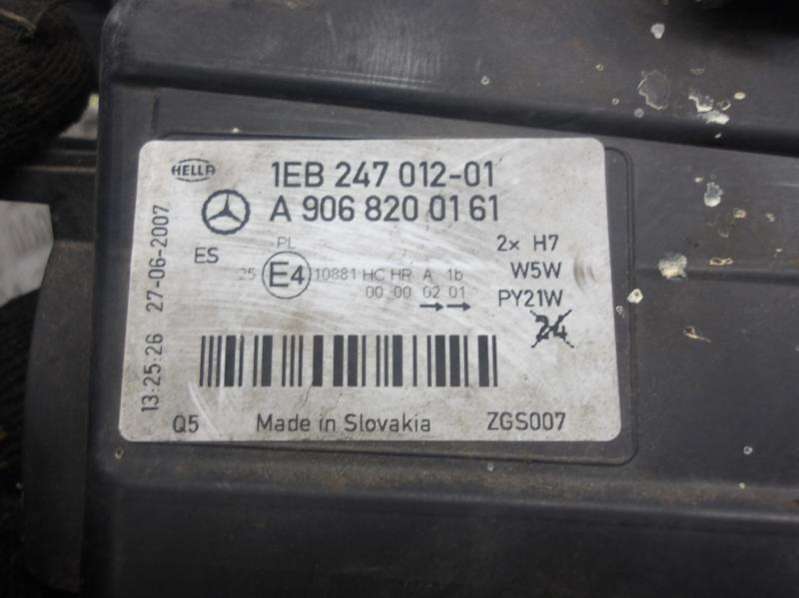 HELLA
1EB 247 012-01
A 906 820 01 61
13:25:26 27-06-2007
ES
PL
25 E4 10881 HC HR A 1b
00 00 02 01
2x H7
W5W
PY21W
24
Q5 Made in Slovakia ZGS007